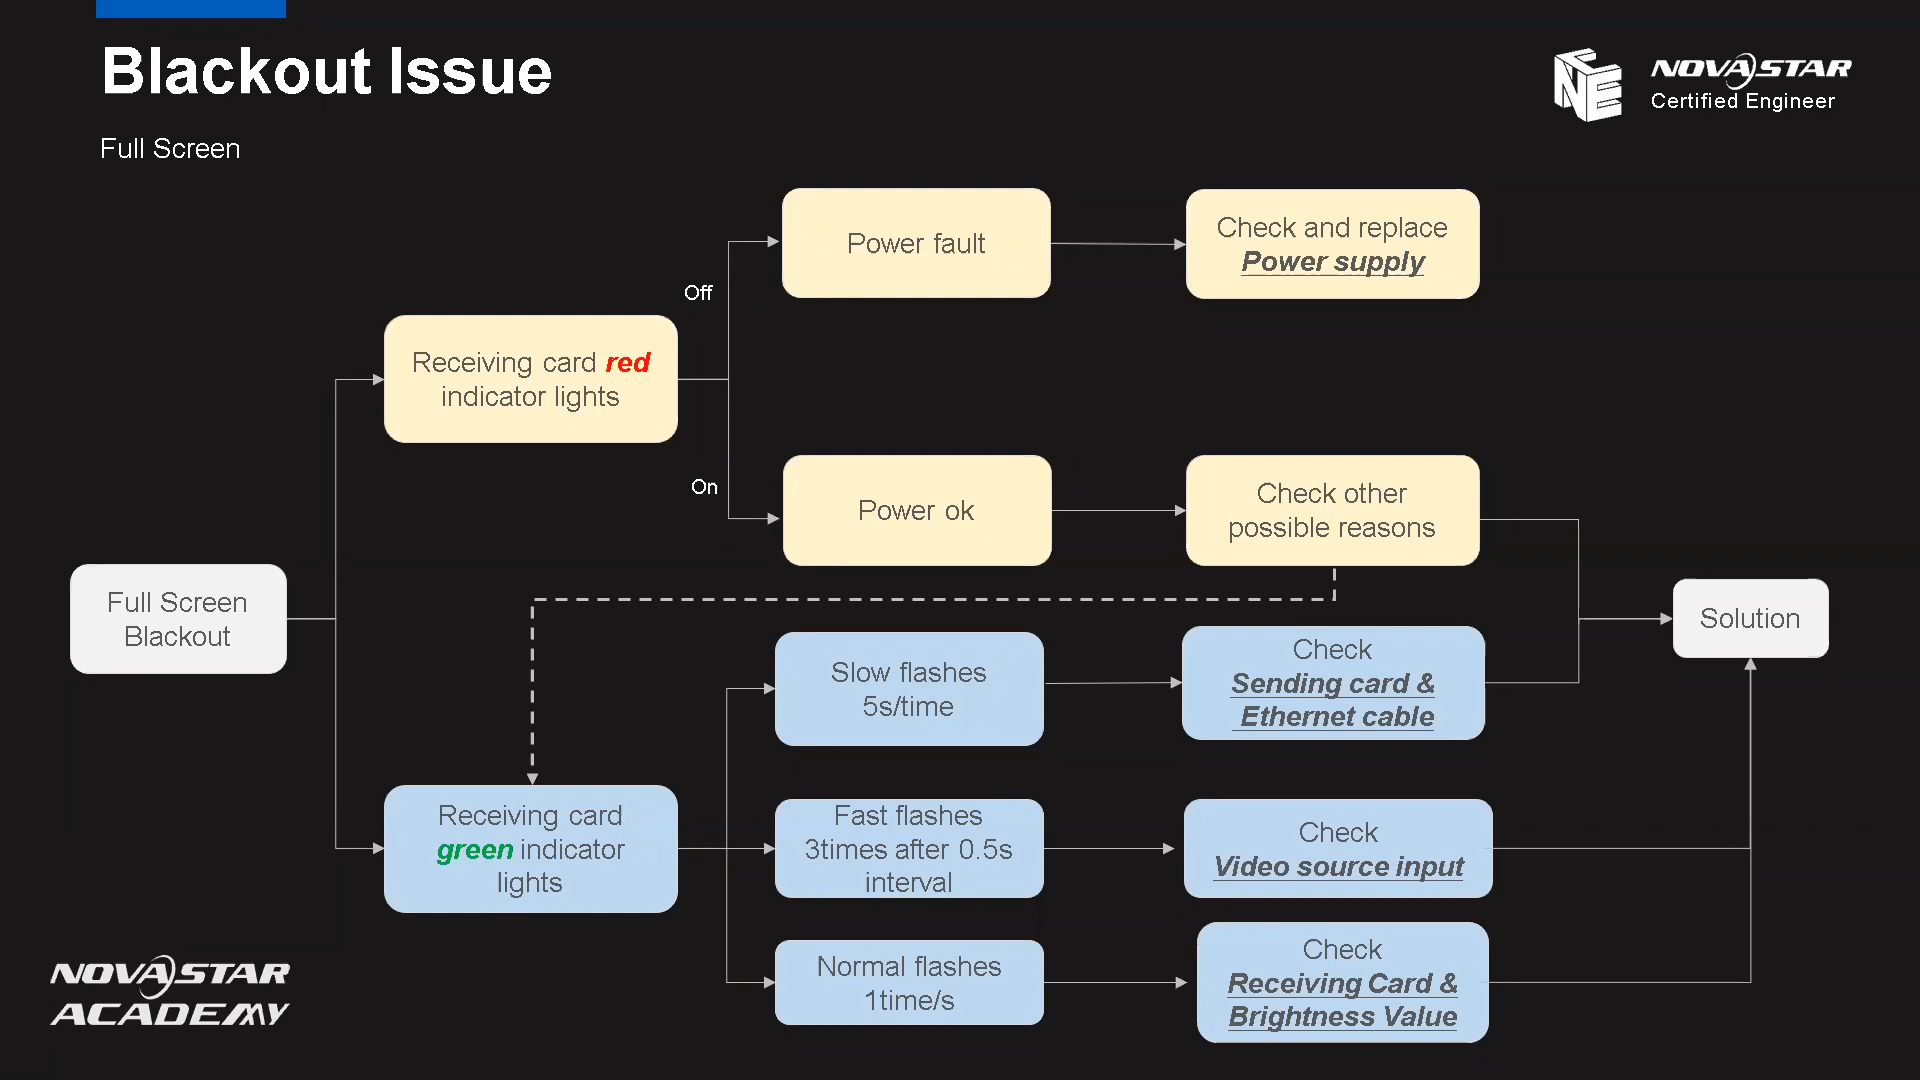 Blackout Issue
Full Screen
NE
NOVASTAR
Certified Engineer
Power fault
Check and replace
Power supply
Off
Receiving card red
indicator lights
On
Power ok
Check other
possible reasons
Full Screen
Blackout
Solution
Slow flashes
5s/time
Check
Sending card &
Ethernet cable
Receiving card
green indicator
lights
Fast flashes
3times after 0.5s
interval
Check
Video source input
Normal flashes
1time/s
Check
Receiving Card &
Brightness Value
NOVASTAR
ACADEMY